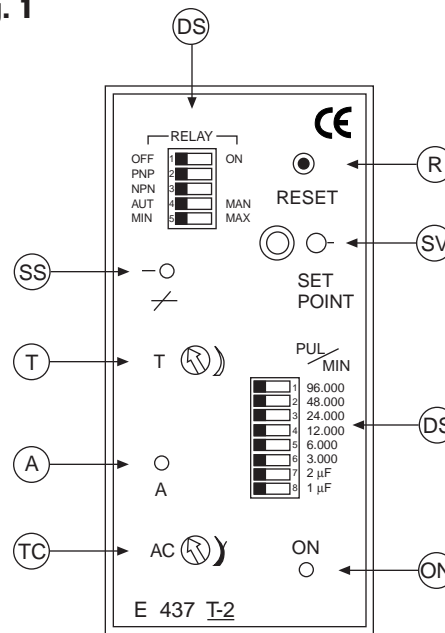 g. 1
DS
CE
RELAY
OFF 1 ON
PNP 2
NPN 3
AUT 4 MAN
MIN 5 MAX
RESET
R
SV
SET
POINT
SS
T
T
PUL/MIN
1 96.000
2 48.000
3 24.000
4 12.000
5 6.000
6 3.000
7 2 µF
8 1 µF
DS
A
A
TC
AC
ON
ON
E 437 T-2